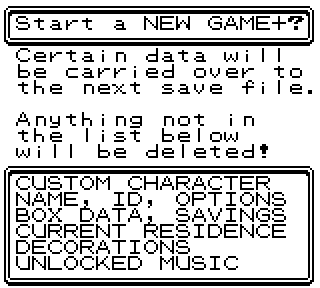 Start a NEW GAME+?
Certain data will
be carried over to
the next save file.
Anything not in
the list below
will be deleted!
CUSTOM CHARACTER
NAME, ID, OPTIONS
BOX DATA, SAVINGS
CURRENT RESIDENCE
DECORATIONS
UNLOCKED MUSIC